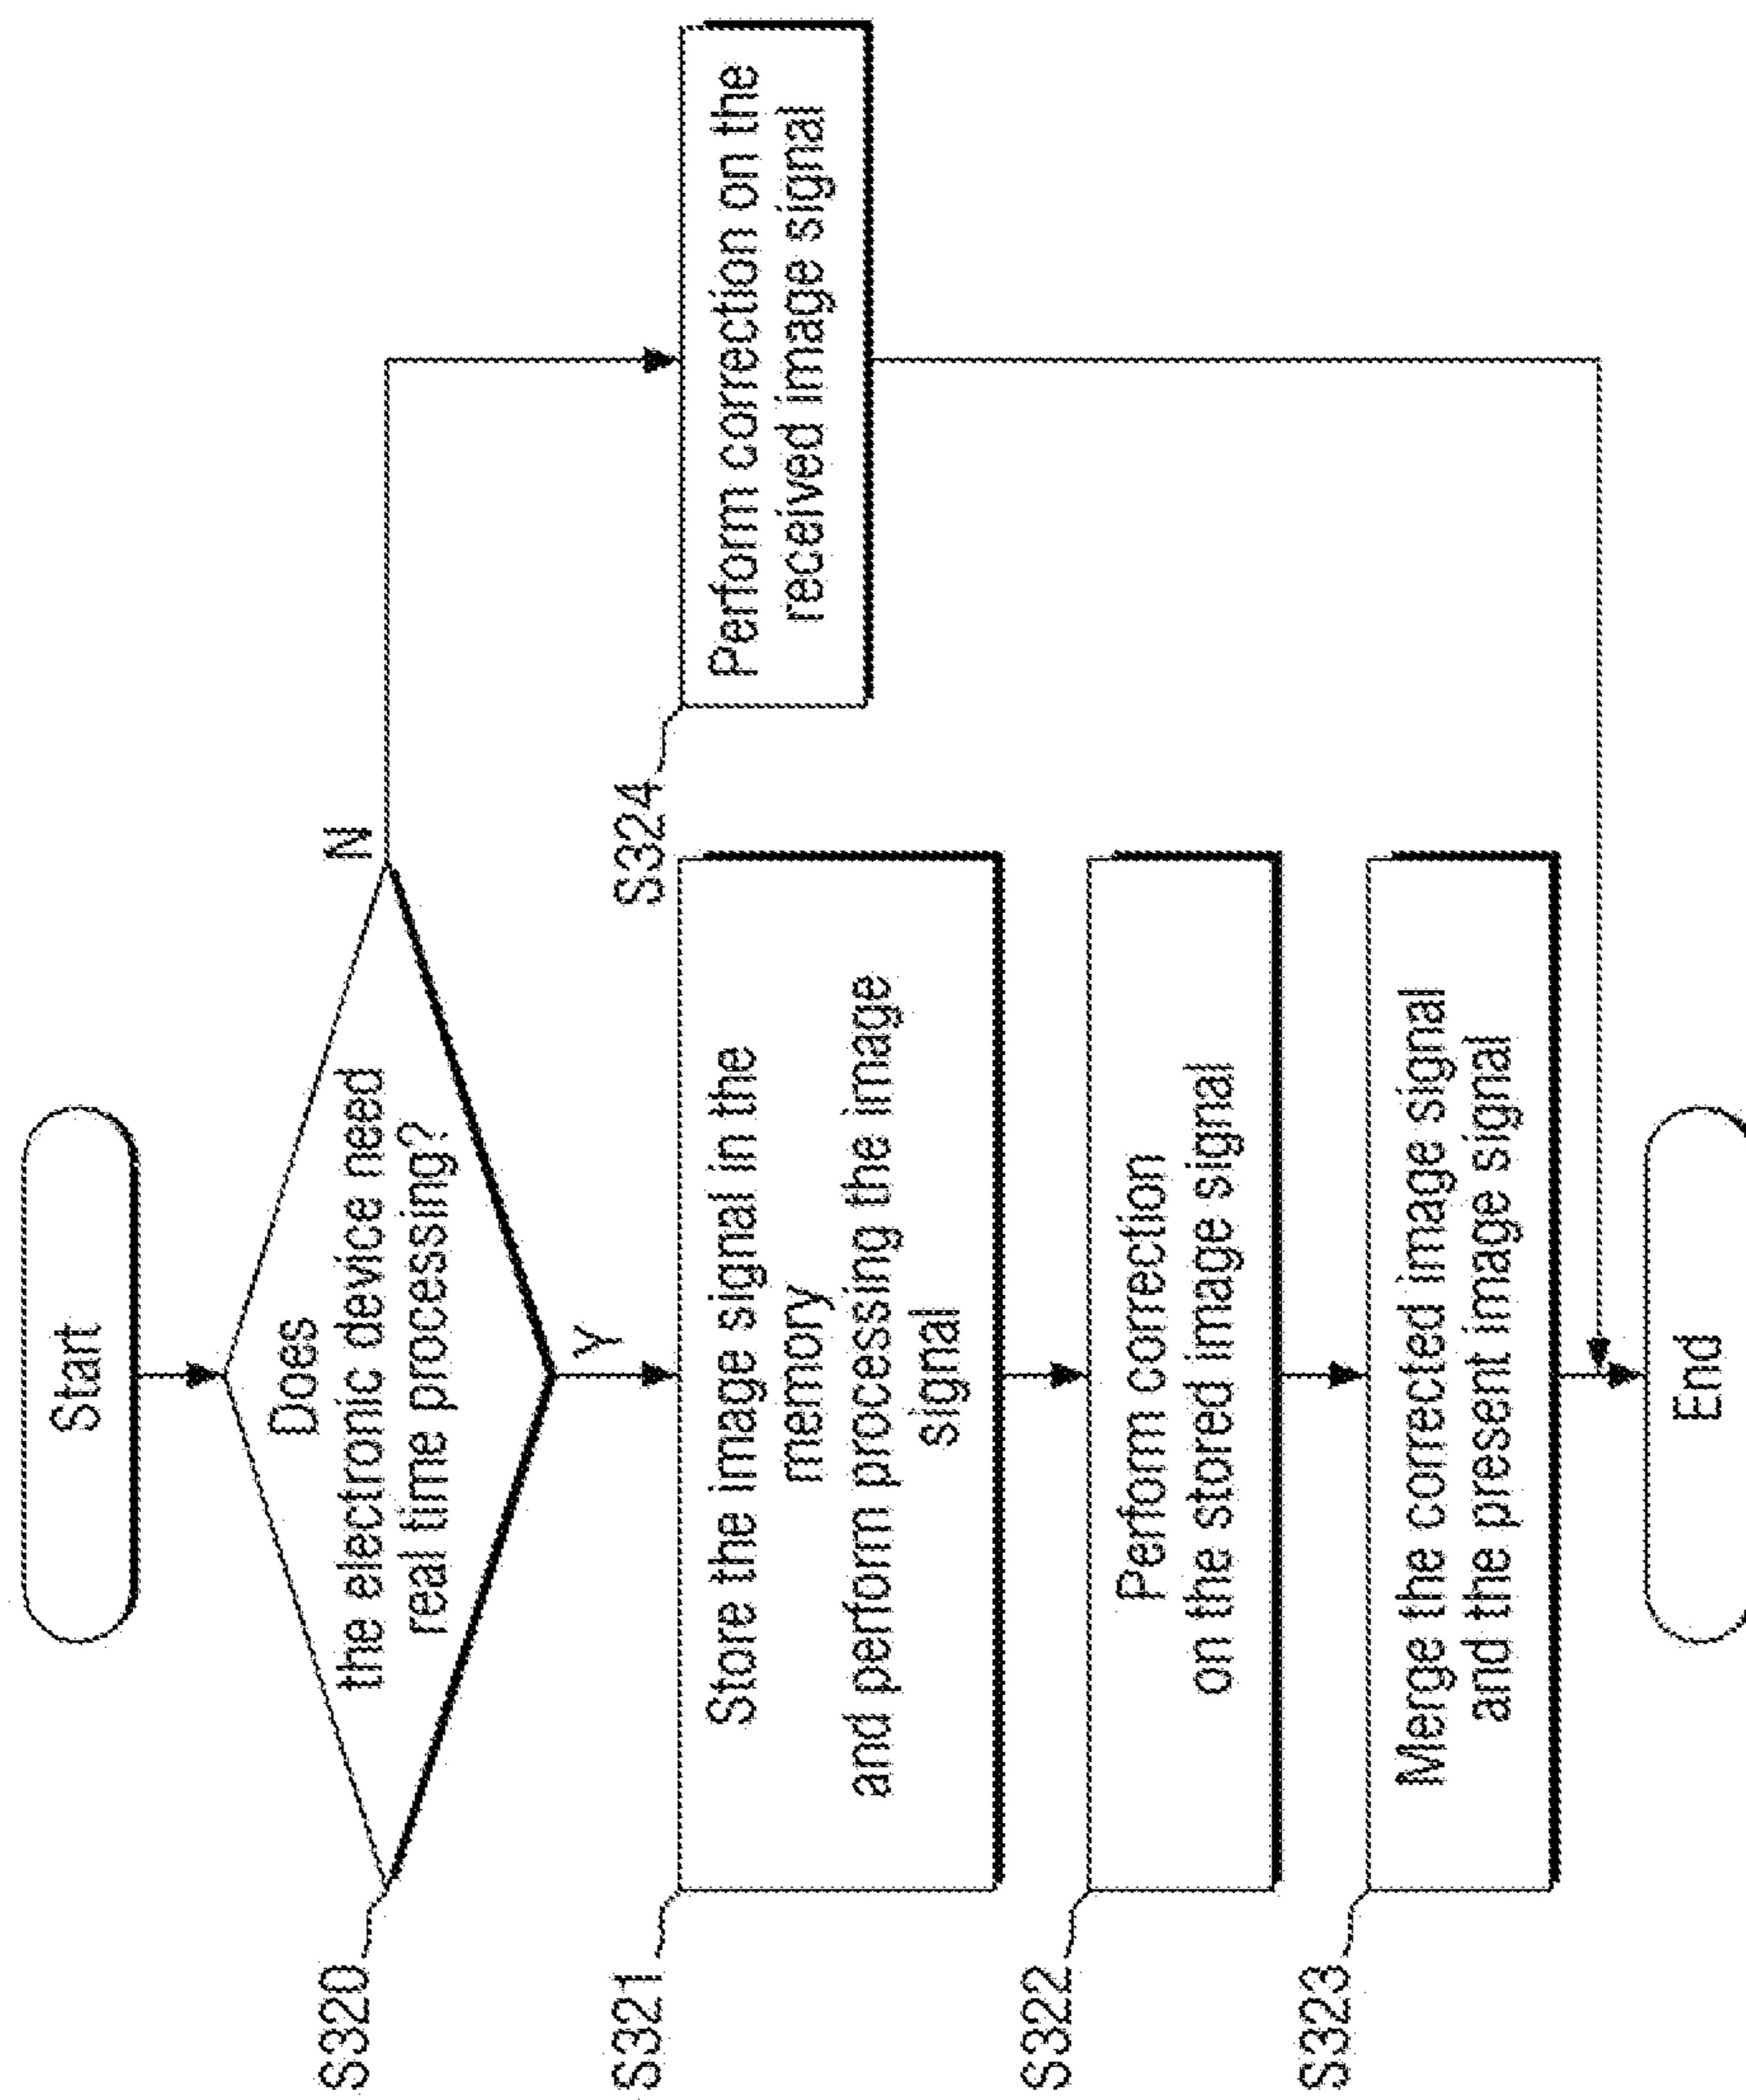 Start
Does
the electronic device need
real time processing?
S320
N
Y
S321
Store the image signal in the
memory
and perform processing the image
signal
S324
Perform correction on the
received image signal
S322
Perform correction
on the stored image signal
S323
Merge the corrected image signal
and the present image signal
End